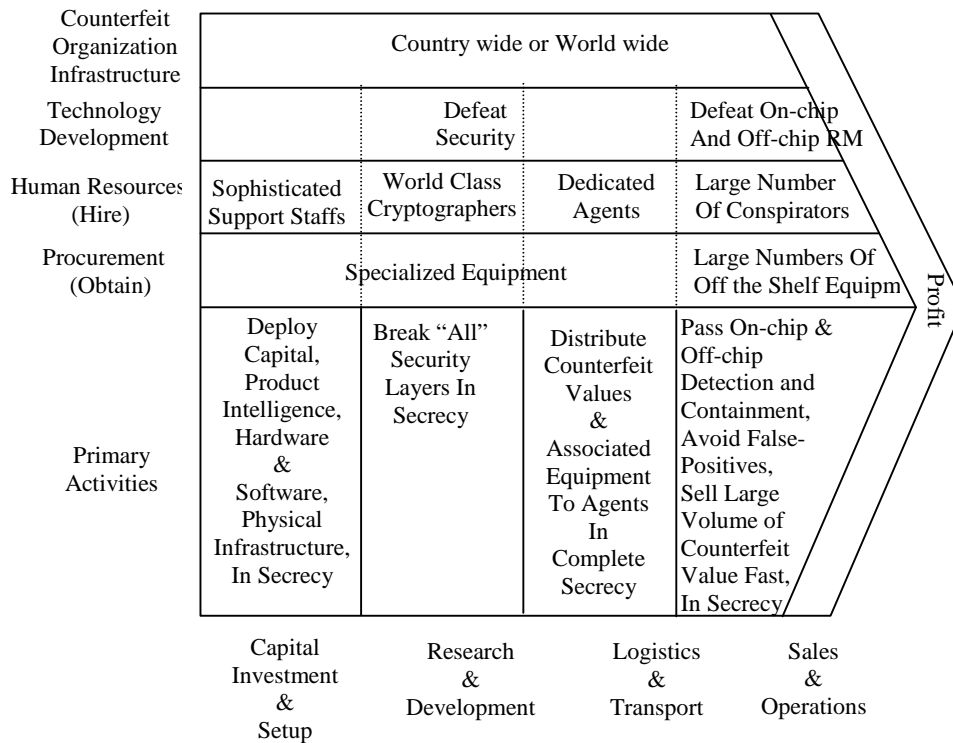 Counterfeit
Organization
Infrastructure
Country wide or World wide
Technology
Development
Defeat
Security
Defeat On-chip
And Off-chip RM
Human Resources
(Hire)
Sophisticated
Support Staffs
World Class
Cryptographers
Dedicated
Agents
Large Number
Of Conspirators
Procurement
(Obtain)
Specialized Equipment
Large Numbers Of
Off the Shelf Equipm
Profit
Primary
Activities
Deploy
Capital,
Product
Intelligence,
Hardware
&
Software,
Physical
Infrastructure,
In Secrecy
Break “All”
Security
Layers In
Secrecy
Distribute
Counterfeit
Values
&
Associated
Equipment
To Agents
In
Complete
Secrecy
Pass On-chip &
Off-chip
Detection and
Containment,
Avoid False-
Positives,
Sell Large
Volume of
Counterfeit
Value Fast,
In Secrecy
Capital
Investment
&
Setup
Research
&
Development
Logistics
&
Transport
Sales
&
Operations